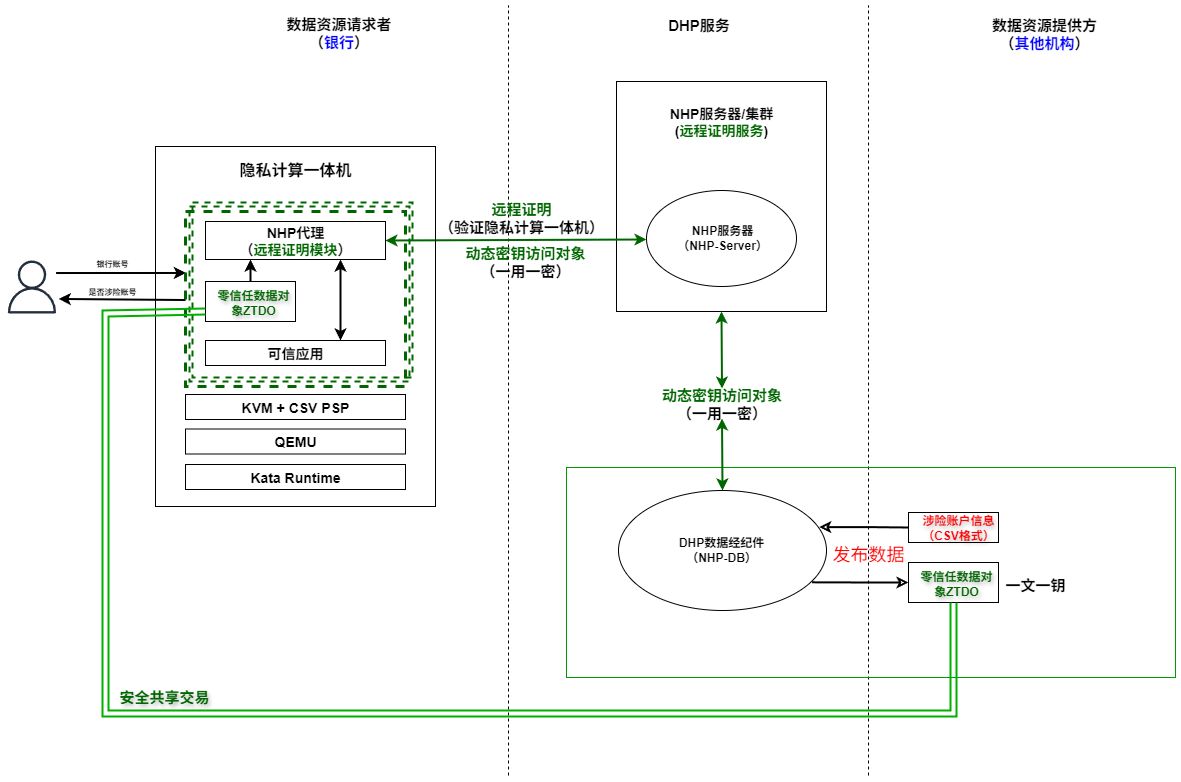 数据资源请求者
（银行）
DHP服务
数据资源提供方
（其他机构）
NHP服务器/集群
(远程证明服务)
NHP服务器
（NHP-Server）
隐私计算一体机
NHP代理
（远程证明模块）
零信任数据对
象ZTDO
可信应用
KVM + CSV PSP
QEMU
Kata Runtime
银行账号
是否涉险账号
远程证明
（验证隐私计算一体机）
动态密钥访问对象
（一用一密）
动态密钥访问对象
（一用一密）
DHP数据经纪件
（NHP-DB）
涉险账户信息
（CSV格式）
发布数据
零信任数据对
象ZTDO
一文一钥
安全共享交易